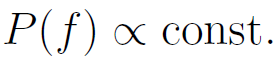 P(f) ∝ const.